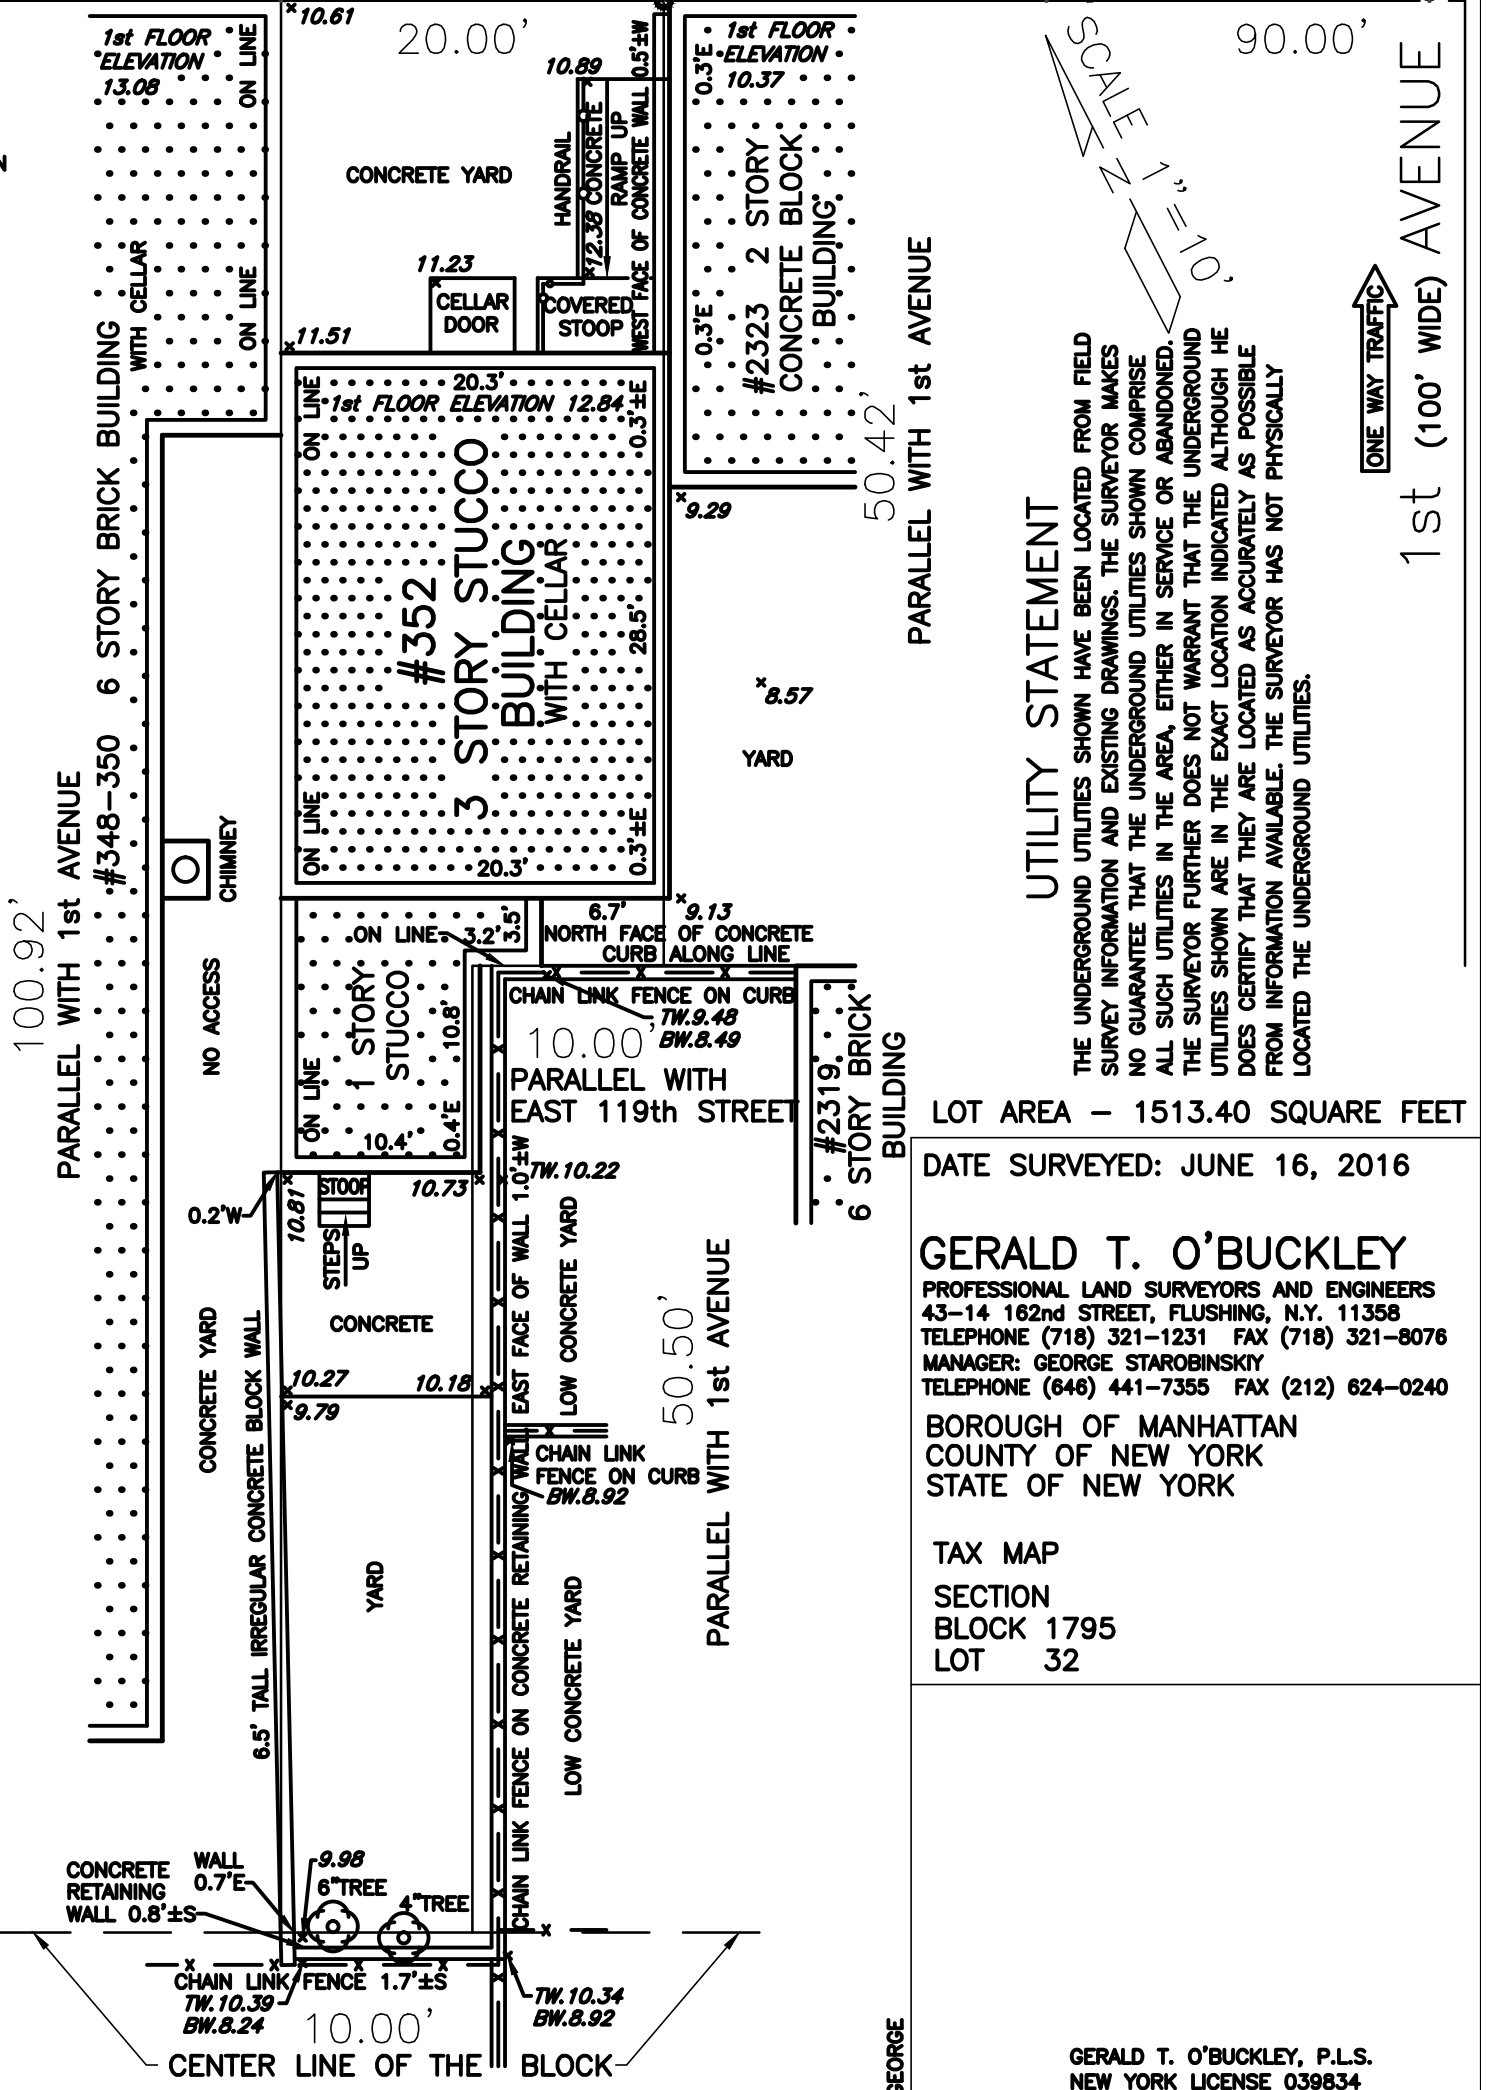 10.61
20.00'
90.00'
1st FLOOR
ELEVATION
13.08
ON LINE
ON LINE
WITH CELLAR
#348-350 6 STORY BRICK BUILDING
CONCRETE YARD
10.89
HANDRAIL
12.38
CONCRETE
RAMP UP
WEST FACE OF CONCRETE WALL 0.5'±W
0.3'E
1st FLOOR
ELEVATION
10.37
0.3'E
#2323 2 STORY
CONCRETE BLOCK
BUILDING
SCALE 1"=10'
N
1st (100' WIDE) AVENUE
ONE WAY TRAFFIC
11.23
CELLAR
DOOR
COVERED
STOOP
11.51
20.3'
1st FLOOR ELEVATION 12.84
ON LINE
0.3'±E
#352
3 STORY STUCCO
BUILDING
WITH CELLAR
28.5'
ON LINE
0.3'±E
20.3'
9.29
50.42'
PARALLEL WITH 1st AVENUE
8.57
YARD
UTILITY STATEMENT
THE UNDERGROUND UTILITIES SHOWN HAVE BEEN LOCATED FROM FIELD
SURVEY INFORMATION AND EXISTING DRAWINGS. THE SURVEYOR MAKES
NO GUARANTEE THAT THE UNDERGROUND UTILITIES SHOWN COMPRISE
ALL SUCH UTILITIES IN THE AREA, EITHER IN SERVICE OR ABANDONED.
THE SURVEYOR FURTHER DOES NOT WARRANT THAT THE UNDERGROUND
UTILITIES SHOWN ARE IN THE EXACT LOCATION INDICATED ALTHOUGH HE
DOES CERTIFY THAT THEY ARE LOCATED AS ACCURATELY AS POSSIBLE
FROM INFORMATION AVAILABLE. THE SURVEYOR HAS NOT PHYSICALLY
LOCATED THE UNDERGROUND UTILITIES.
100.92'
PARALLEL WITH 1st AVENUE
CHIMNEY
NO ACCESS
ON LINE
3.2'
3.5'
6.7'
9.13
NORTH FACE OF CONCRETE
CURB ALONG LINE
CHAIN LINK FENCE ON CURB
TW.9.48
BW.8.49
10.00'
PARALLEL WITH
EAST 119th STREET
1 STORY
STUCCO
10.8'
ON LINE
10.4'
0.4'E
#2319
6 STORY BRICK
BUILDING
LOT AREA - 1513.40 SQUARE FEET
DATE SURVEYED: JUNE 16, 2016
GERALD T. O'BUCKLEY
PROFESSIONAL LAND SURVEYORS AND ENGINEERS
43-14 162nd STREET, FLUSHING, N.Y. 11358
TELEPHONE (718) 321-1231 FAX (718) 321-8076
MANAGER: GEORGE STAROBINSKIY
TELEPHONE (646) 441-7355 FAX (212) 624-0240
BOROUGH OF MANHATTAN
COUNTY OF NEW YORK
STATE OF NEW YORK
TAX MAP
SECTION
BLOCK 1795
LOT 32
0.2'W
10.81
STOOP
STEPS
UP
10.73
TW.10.22
EAST FACE OF WALL 1.0'±W
LOW CONCRETE YARD
CONCRETE
10.27
10.18
9.79
CONCRETE YARD
6.5' TALL IRREGULAR CONCRETE BLOCK WALL
50.50'
PARALLEL WITH 1st AVENUE
CHAIN LINK
FENCE ON CURB
BW.8.92
CHAIN LINK FENCE ON CONCRETE RETAINING WALL
YARD
LOW CONCRETE YARD
CONCRETE
RETAINING
WALL 0.8'±S
WALL
0.7'E
9.98
6"TREE
4"TREE
CHAIN LINK FENCE 1.7'±S
TW.10.39
BW.8.24
TW.10.34
BW.8.92
10.00'
CENTER LINE OF THE BLOCK
GEORGE
GERALD T. O'BUCKLEY, P.L.S.
NEW YORK LICENSE 039834